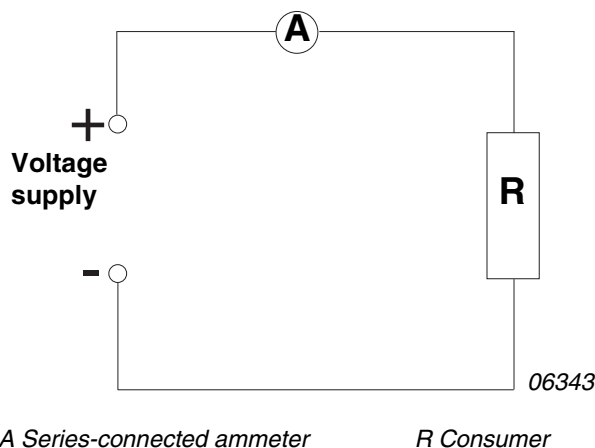 A
+
Voltage
supply
R
-
06343
A Series-connected ammeter R Consumer